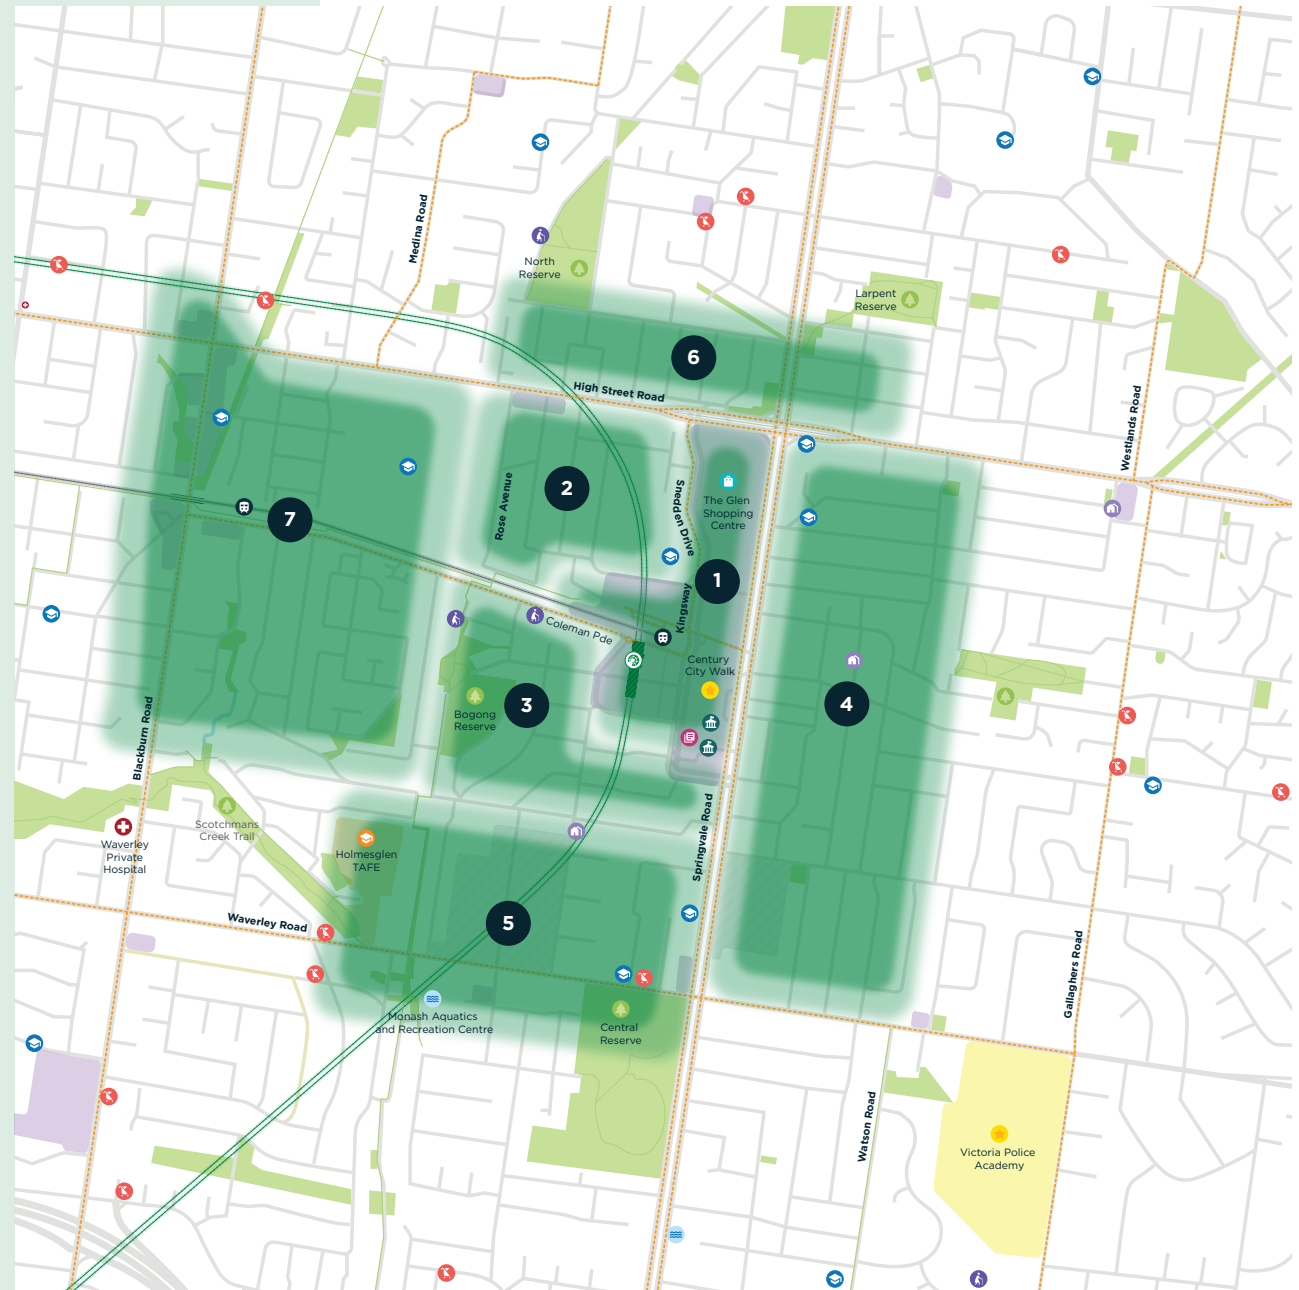 Medina Road
North
Reserve
Larpent
Reserve
6
High Street Road
Westlands Road
2
Rose Avenue
Sneddon Drive
The Glen
Shopping
Centre
7
1
Kingsway
Coleman Pde
Century
City Walk
Bogong
Reserve
3
4
Blackburn Road
Scotchmans
Creek Trail
Waverley
Private
Hospital
Holmesglen
TAFE
Springvale Road
Waverley Road
5
Gallaghers Road
Monash Aquatics
and Recreation Centre
Central
Reserve
Watson Road
Victoria Police
Academy